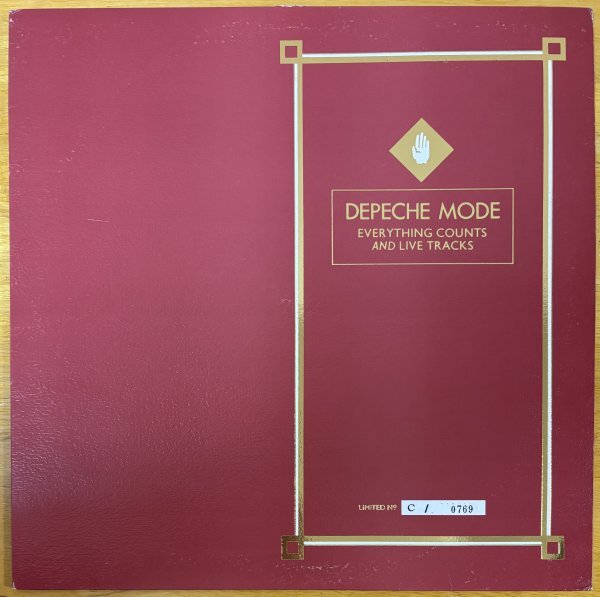 DEPECHE MODE
EVERYTHING COUNTS
AND LIVE TRACKS
LIMITED Nº C / 0769